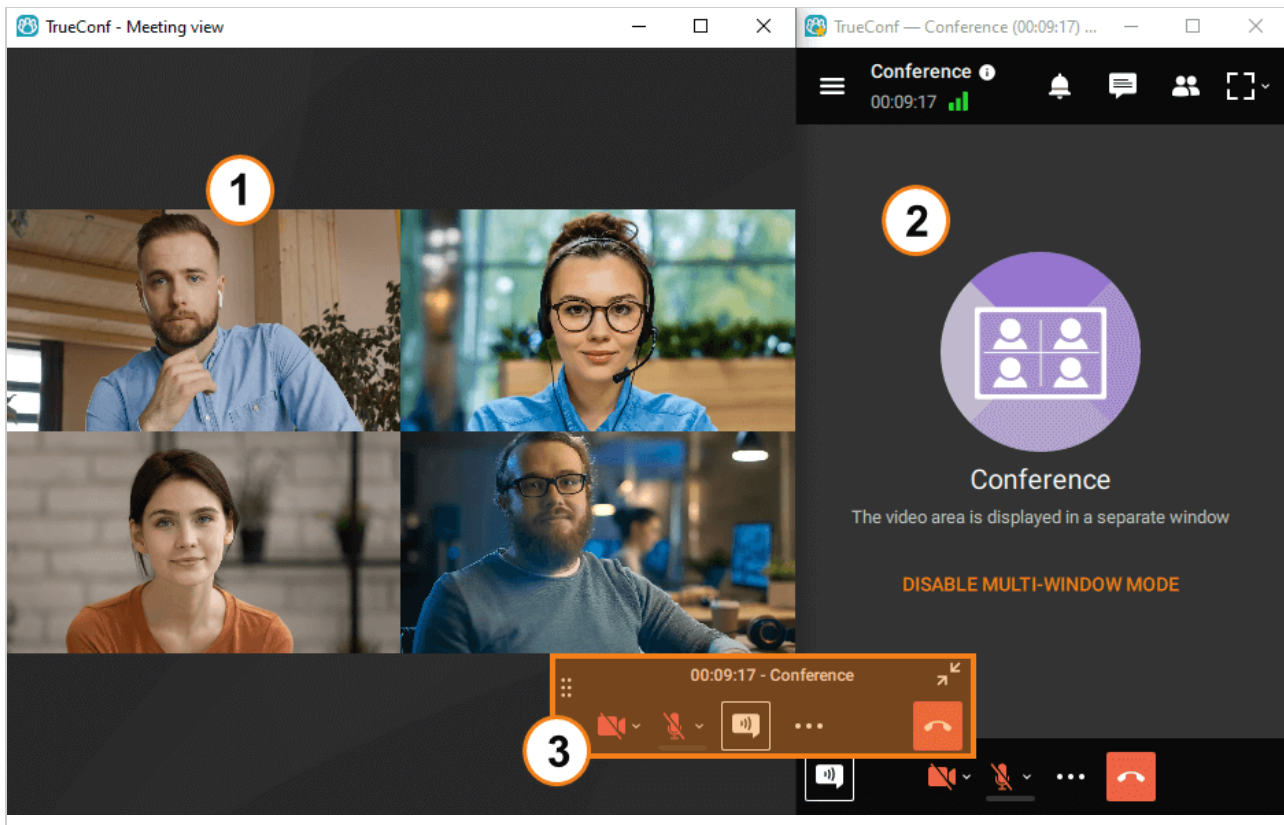 TrueConf - Meeting view
TrueConf — Conference (00:09:17) ...
Conference
00:09:17
1
2
Conference
The video area is displayed in a separate window
DISABLE MULTI-WINDOW MODE
00:09:17 - Conference
3